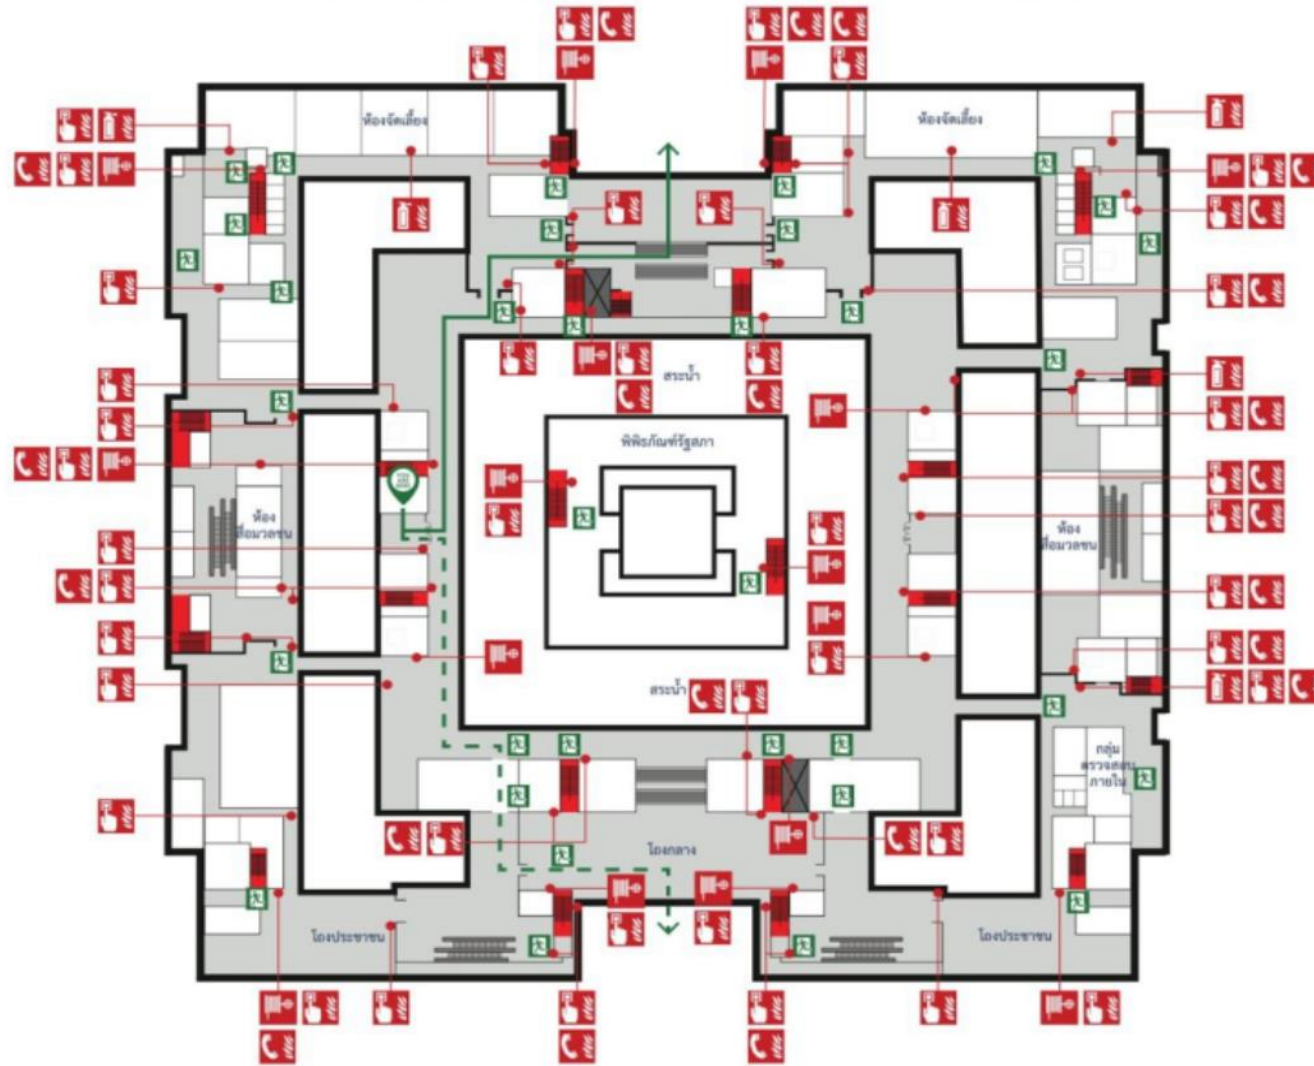 ห้องจัดเลี้ยง
ห้องจัดเลี้ยง
สระน้ำ
พิพิธภัณฑ์รัฐสภา
ห้อง
สื่อมวลชน
ห้อง
สื่อมวลชน
สระน้ำ
กลุ่ม
ตรวจสอบ
ภายใน
โถงกลาง
โถงประชาชน
โถงประชาชน